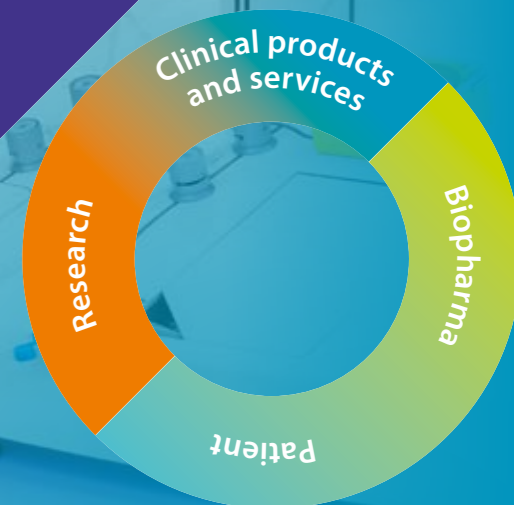 Clinical products
and services
Biopharma
Patient
Research